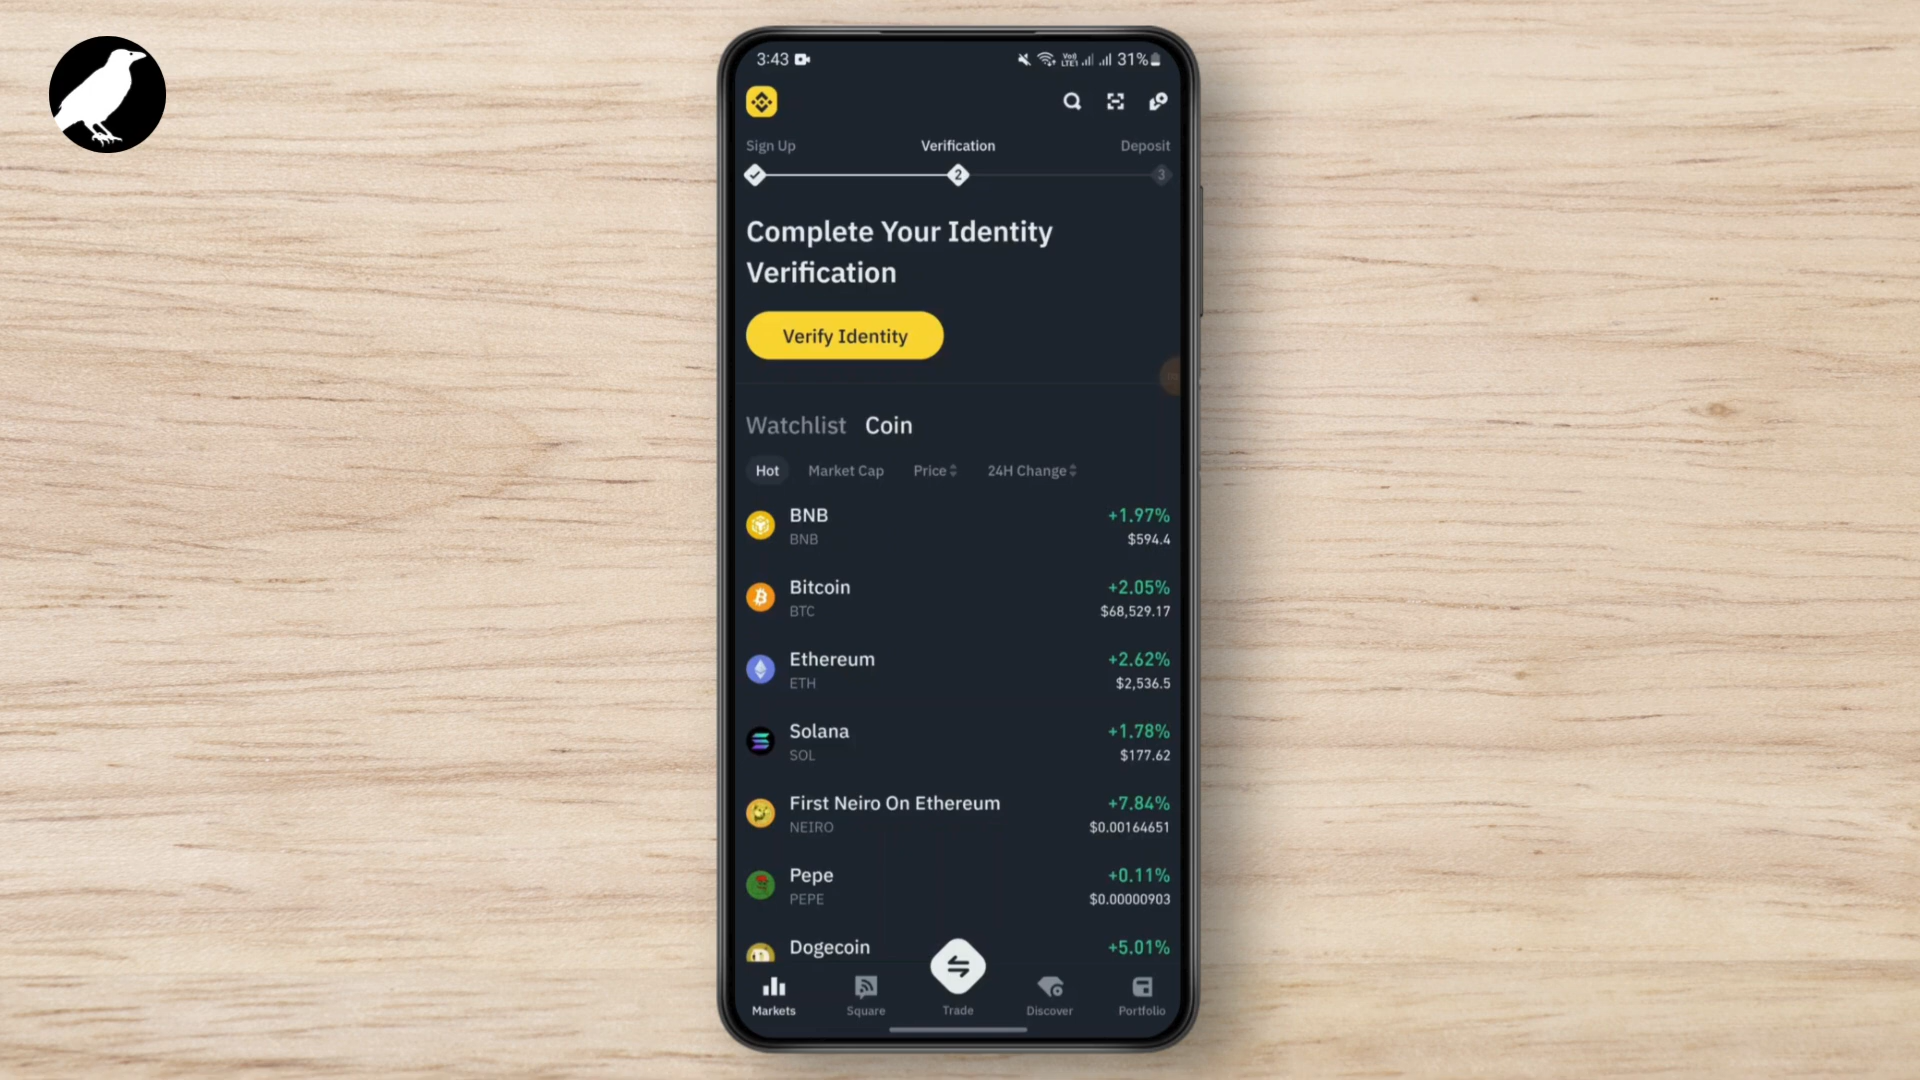 3:43
VoB
LTE1
31%
Sign Up
Verification
Deposit
2
3
Complete Your Identity
Verification
Verify Identity
Watchlist Coin
Hot
Market Cap
Price
24H Change
BNB
+1.97%
BNB
$594.4
Bitcoin
+2.05%
BTC
$68,529.17
Ethereum
+2.62%
ETH
$2,536.5
Solana
+1.78%
SOL
$177.62
First Neiro On Ethereum
+7.84%
NEIRO
$0.00164651
Pepe
+0.11%
PEPE
$0.00000903
Dogecoin
+5.01%
Markets
Square
Trade
Discover
Portfolio